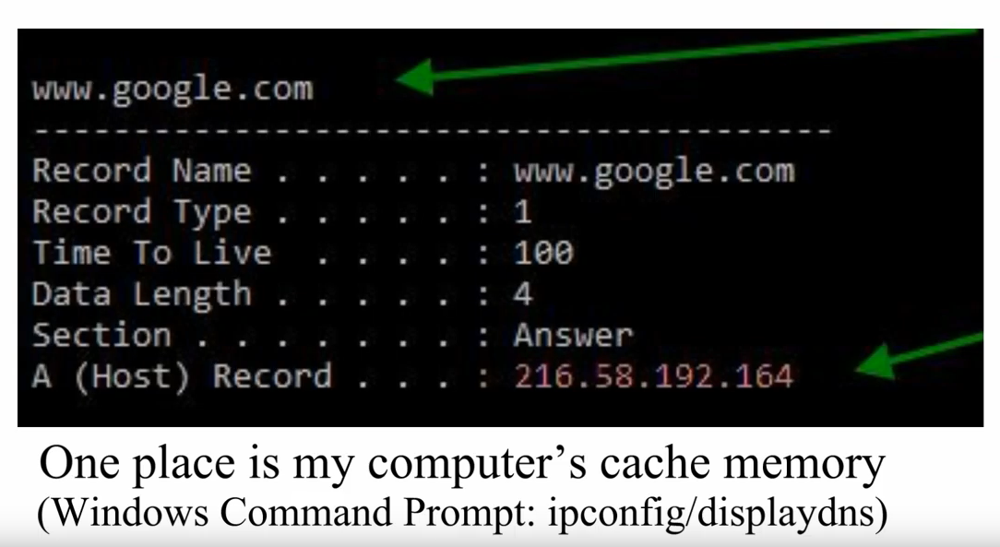 www.google.com
-----------------------------------------
Record Name . . . . . : www.google.com
Record Type . . . . . : 1
Time To Live  . . . . : 100
Data Length . . . . . : 4
Section . . . . . . . : Answer
A (Host) Record . . . : 216.58.192.164
One place is my computer’s cache memory
(Windows Command Prompt: ipconfig/displaydns)